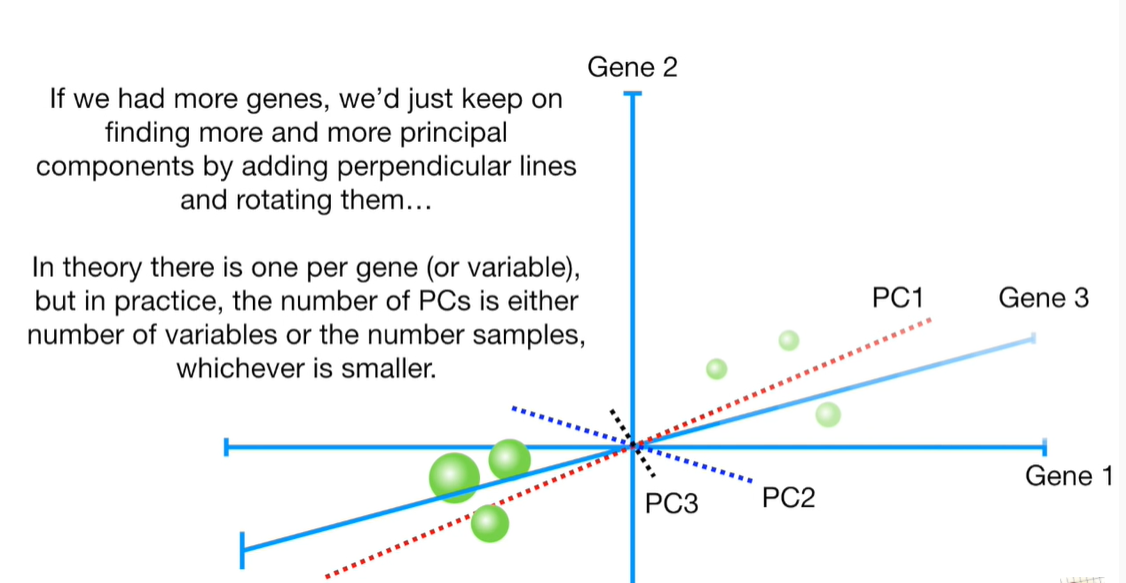 Gene 2
If we had more genes, we'd just keep on
finding more and more principal
components by adding perpendicular lines
and rotating them…
In theory there is one per gene (or variable),
but in practice, the number of PCs is either
number of variables or the number samples,
whichever is smaller.
PC1
Gene 3
Gene 1
PC3
PC2